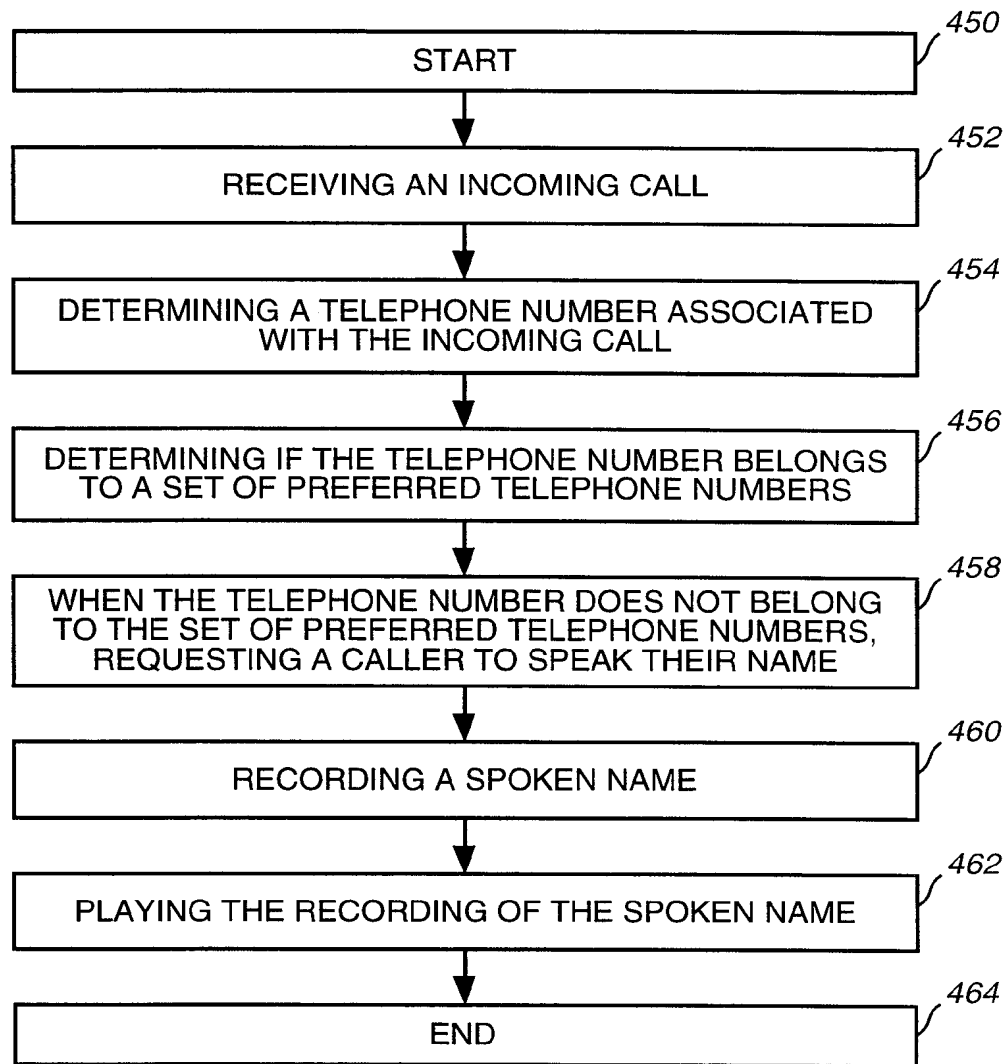 450
START
452
RECEIVING AN INCOMING CALL
454
DETERMINING A TELEPHONE NUMBER ASSOCIATED
WITH THE INCOMING CALL
456
DETERMINING IF THE TELEPHONE NUMBER BELONGS
TO A SET OF PREFERRED TELEPHONE NUMBERS
458
WHEN THE TELEPHONE NUMBER DOES NOT BELONG
TO THE SET OF PREFERRED TELEPHONE NUMBERS,
REQUESTING A CALLER TO SPEAK THEIR NAME
460
RECORDING A SPOKEN NAME
462
PLAYING THE RECORDING OF THE SPOKEN NAME
464
END